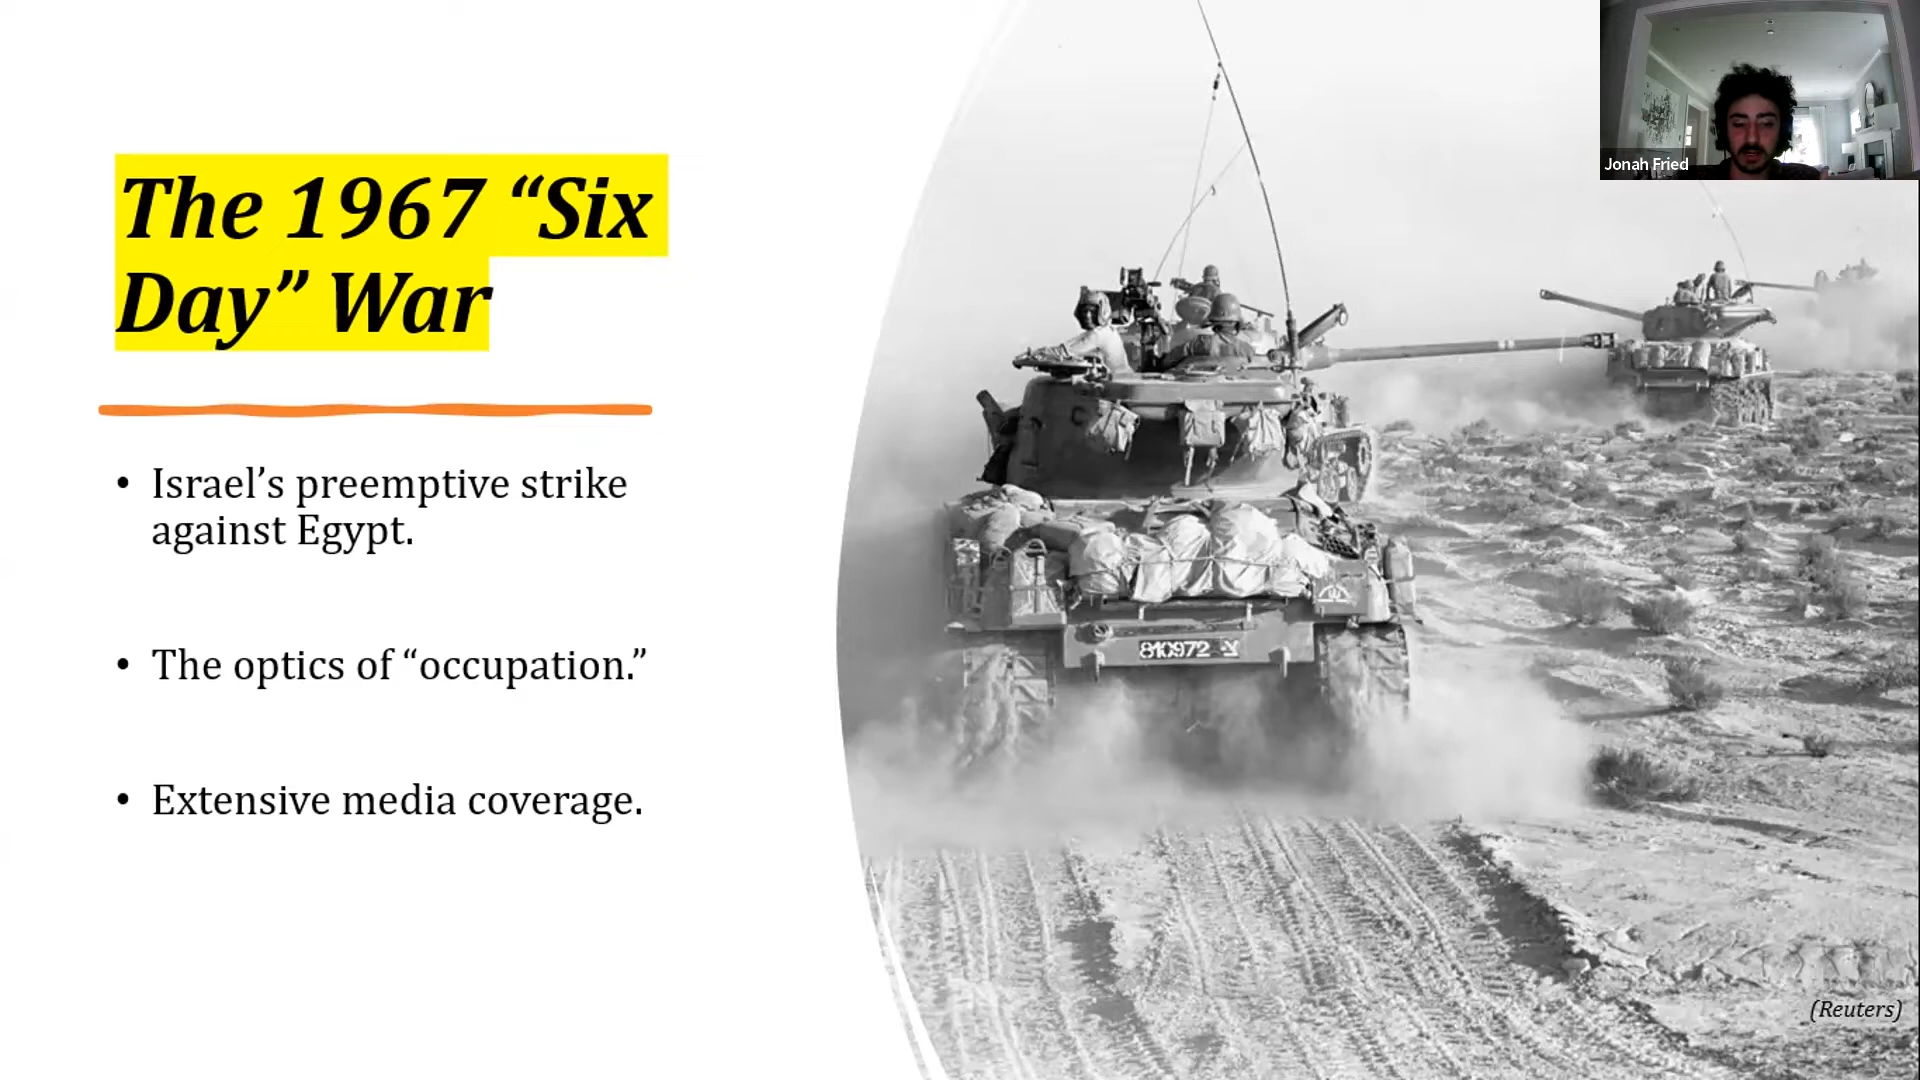 Jonah Fried
The 1967 “Six
Day” War
• Israel’s preemptive strike
against Egypt.
• The optics of “occupation.”
• Extensive media coverage.
810972 צ
(Reuters)